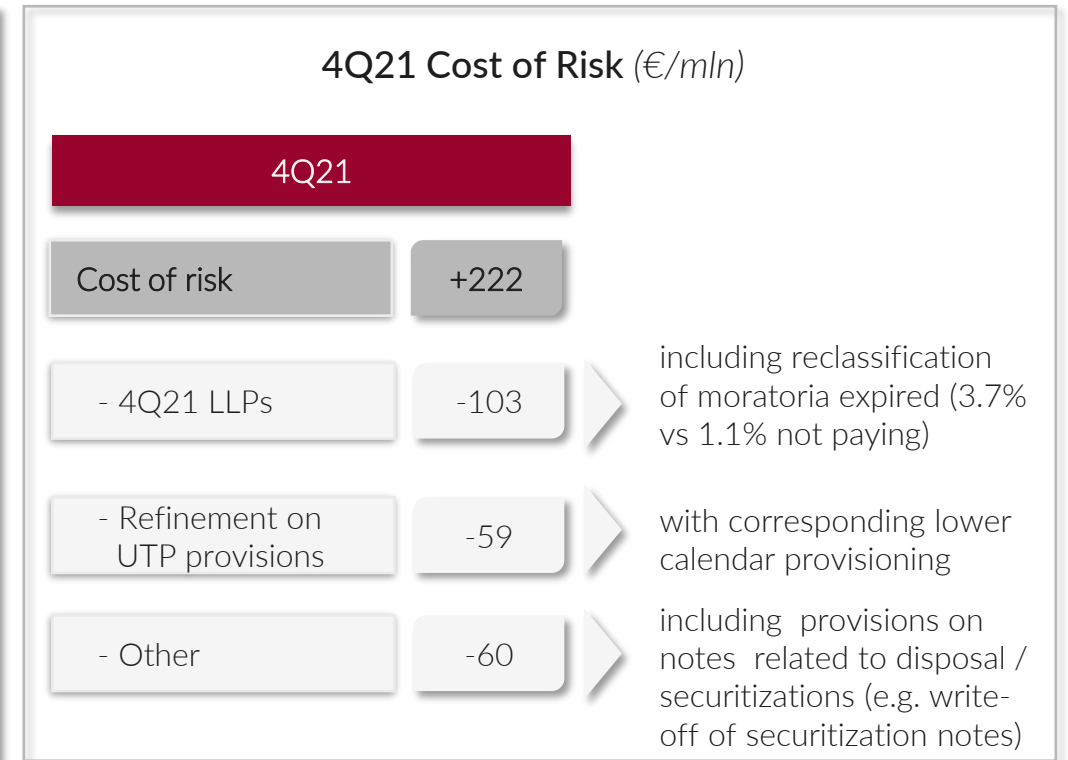 4Q21 Cost of Risk (€/mln)
4Q21
Cost of risk
+222
- 4Q21 LLPs
-103
including reclassification
of moratoria expired (3.7%
vs 1.1% not paying)
- Refinement on
UTP provisions
-59
with corresponding lower
calendar provisioning
- Other
-60
including provisions on
notes related to disposal /
securitizations (e.g. write-
off of securitization notes)